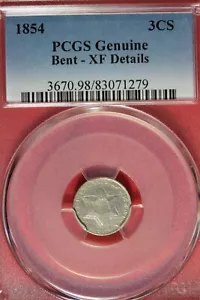 1854 3CS
PCGS Genuine
Bent - XF Details
3670.98/83071279